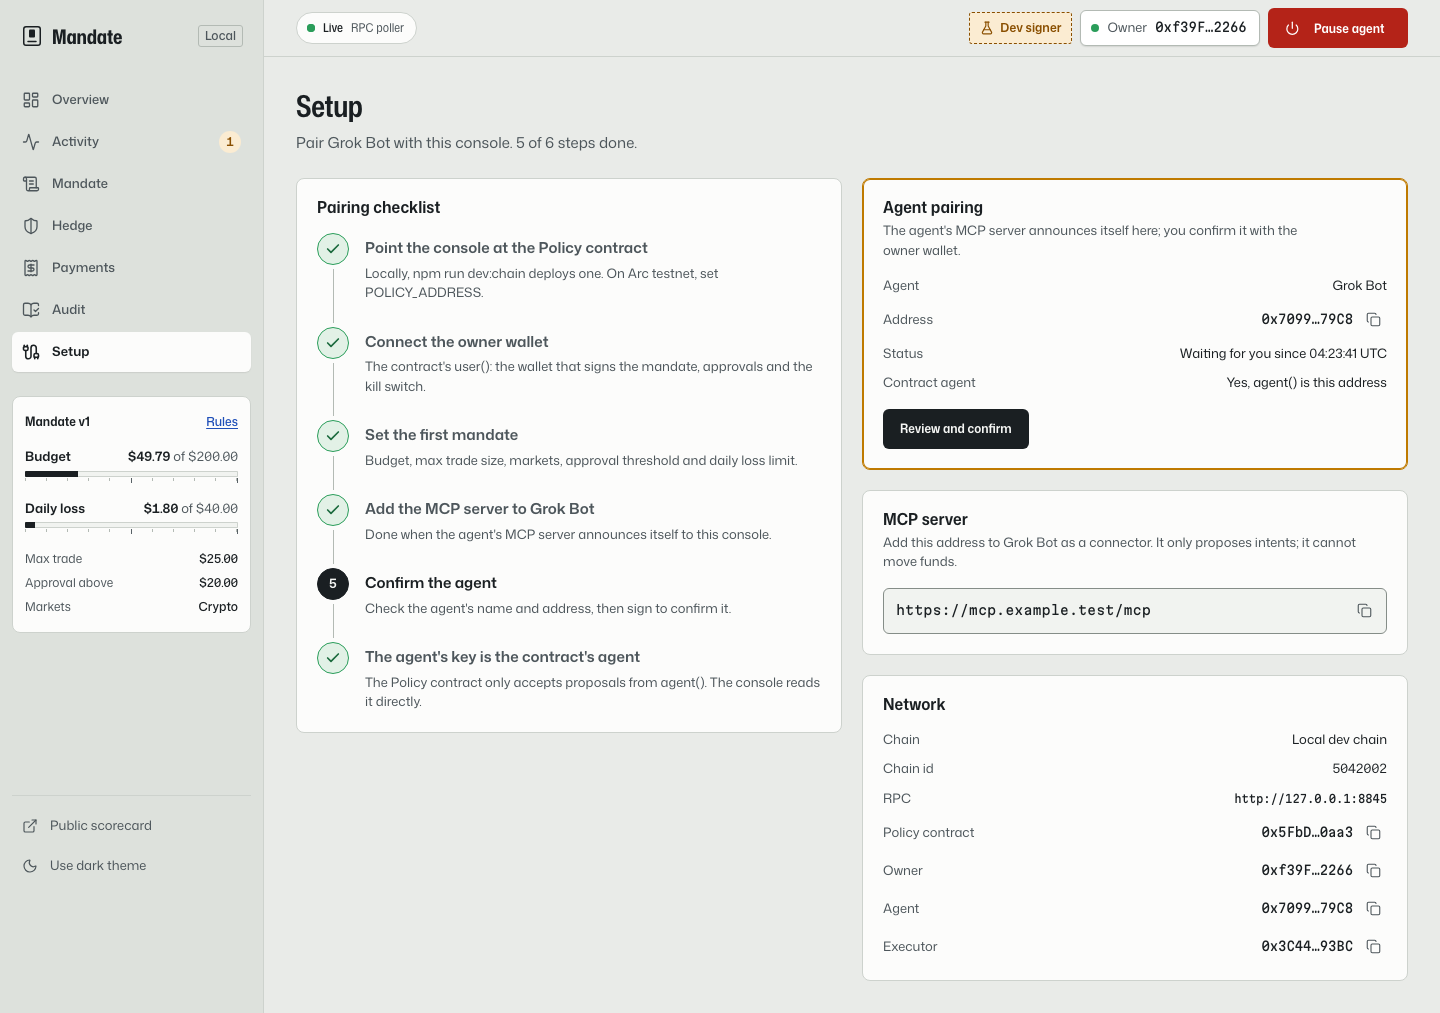 Mandate
Local
Overview
Activity
1
Mandate
Hedge
Payments
Audit
Setup
Mandate v1
Rules
Budget
$49.79 of $200.00
Daily loss
$1.80 of $40.00
Max trade
$25.00
Approval above
$20.00
Markets
Crypto
Public scorecard
Use dark theme
Live RPC poller
Dev signer
Owner 0xf39F…2266
Pause agent
Setup
Pair Grok Bot with this console. 5 of 6 steps done.
Pairing checklist
Point the console at the Policy contract
Locally, npm run dev:chain deploys one. On Arc testnet, set
POLICY_ADDRESS.
Connect the owner wallet
The contract's user(): the wallet that signs the mandate, approvals and the
kill switch.
Set the first mandate
Budget, max trade size, markets, approval threshold and daily loss limit.
Add the MCP server to Grok Bot
Done when the agent's MCP server announces itself to this console.
5
Confirm the agent
Check the agent's name and address, then sign to confirm it.
The agent's key is the contract's agent
The Policy contract only accepts proposals from agent(). The console reads
it directly.
Agent pairing
The agent's MCP server announces itself here; you confirm it with the
owner wallet.
Agent
Grok Bot
Address
0x7099…79C8
Status
Waiting for you since 04:23:41 UTC
Contract agent
Yes, agent() is this address
Review and confirm
MCP server
Add this address to Grok Bot as a connector. It only proposes intents; it cannot
move funds.
https://mcp.example.test/mcp
Network
Chain
Local dev chain
Chain id
5042002
RPC
http://127.0.0.1:8845
Policy contract
0x5FbD…0aa3
Owner
0xf39F…2266
Agent
0x7099…79C8
Executor
0x3C44…93BC